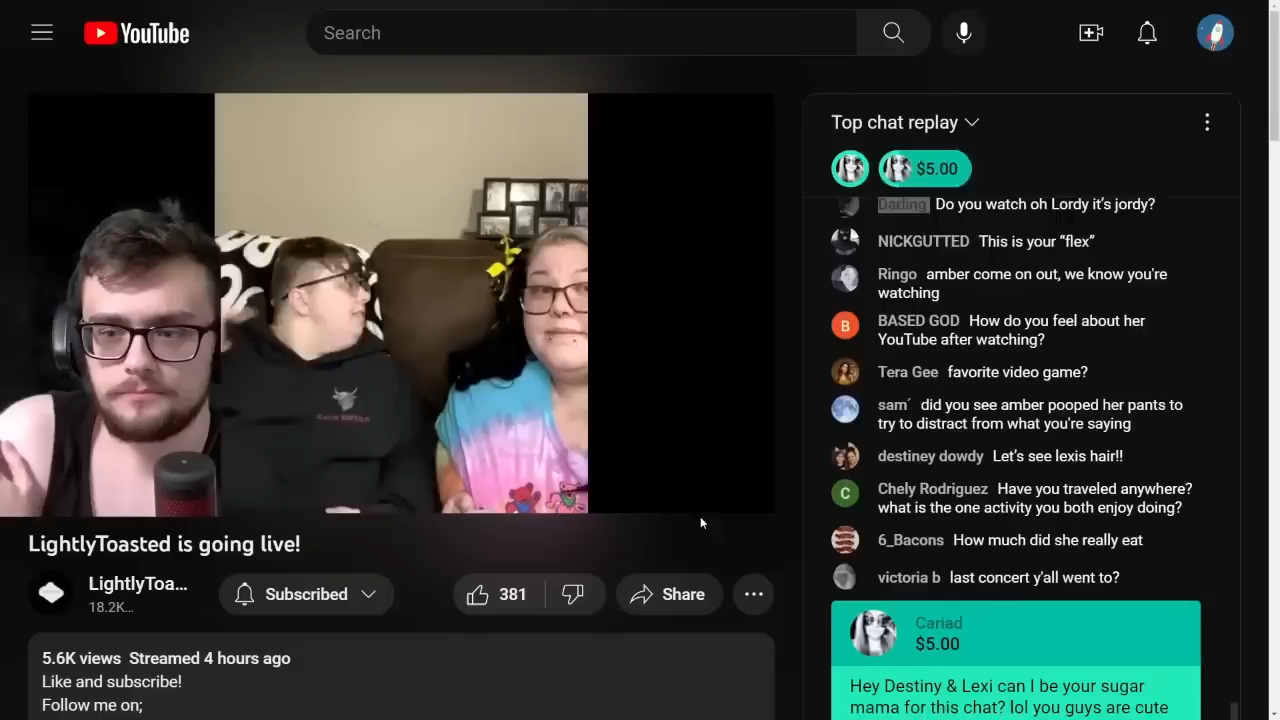 YouTube
Search
Top chat replay
$5.00
Darling Do you watch oh Lordy it’s jordy?
NICKGUTTED This is your “flex”
Ringo amber come on out, we know you're
watching
B
BASED GOD How do you feel about her
YouTube after watching?
Tera Gee favorite video game?
sam´ did you see amber pooped her pants to
try to distract from what you're saying
destiney dowdy Let’s see lexis hair!!
C
Chely Rodriguez Have you traveled anywhere?
what is the one activity you both enjoy doing?
6_Bacons How much did she really eat
victoria b last concert y'all went to?
Cariad
$5.00
Hey Destiny & Lexi can I be your sugar
mama for this chat? lol you guys are cute
LightlyToasted is going live!
LightlyToa...
18.2K...
Subscribed
381
Share
5.6K views Streamed 4 hours ago
Like and subscribe!
Follow me on;